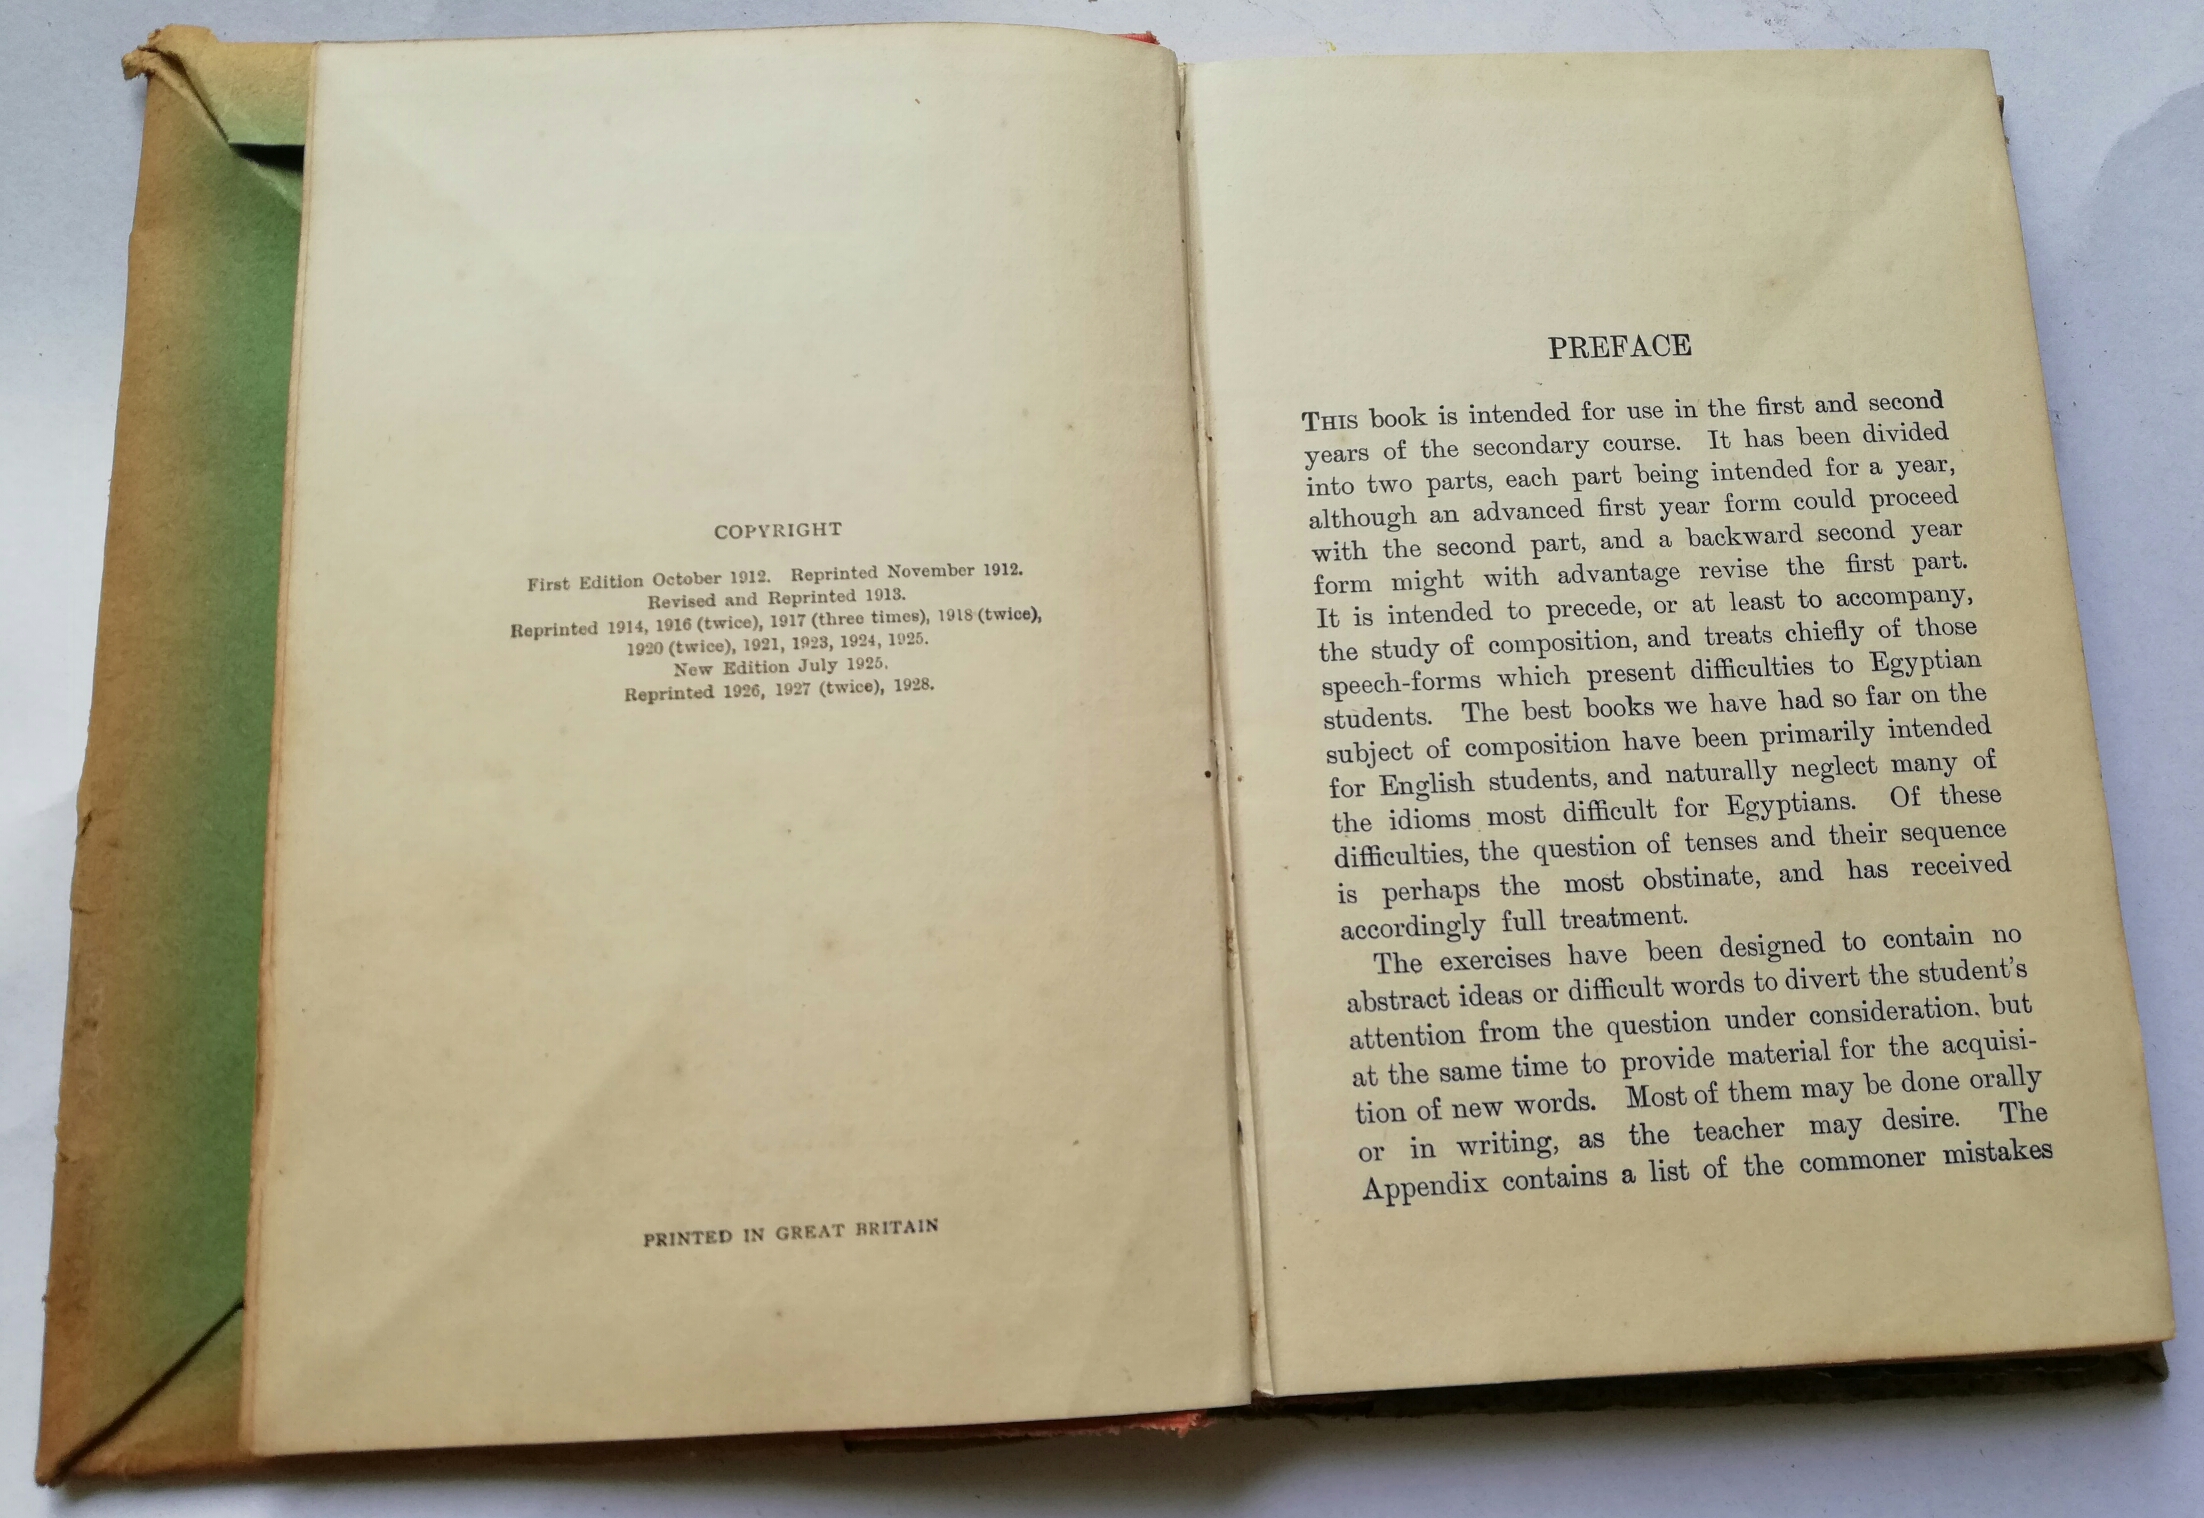 COPYRIGHT
First Edition October 1912. Reprinted November 1912.
Revised and Reprinted 1913.
Reprinted 1914, 1916 (twice), 1917 (three times), 1918 (twice),
1920 (twice), 1921, 1923, 1924, 1925.
New Edition July 1925.
Reprinted 1926, 1927 (twice), 1928.
PRINTED IN GREAT BRITAIN
PREFACE
THIS book is intended for use in the first and second
years of the secondary course. It has been divided
into two parts, each part being intended for a year,
although an advanced first year form could proceed
with the second part, and a backward second year
form might with advantage revise the first part.
It is intended to precede, or at least to accompany,
the study of composition, and treats chiefly of those
speech-forms which present difficulties to Egyptian
students. The best books we have had so far on the
subject of composition have been primarily intended
for English students, and naturally neglect many of
the idioms most difficult for Egyptians. Of these
difficulties, the question of tenses and their sequence
is perhaps the most obstinate, and has received
accordingly full treatment.
The exercises have been designed to contain no
abstract ideas or difficult words to divert the student's
attention from the question under consideration, but
at the same time to provide material for the acquisi-
tion of new words. Most of them may be done orally
or in writing, as the teacher may desire. The
Appendix contains a list of the commoner mistakes